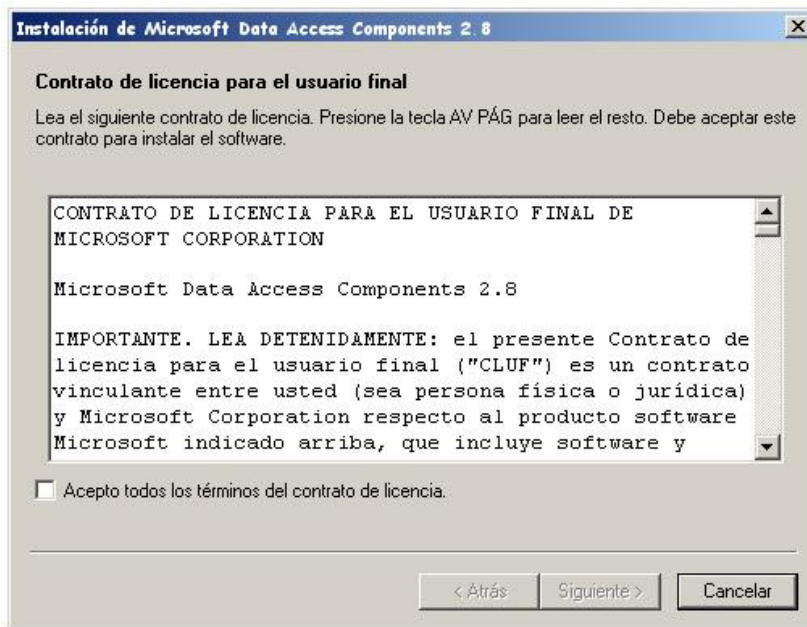 Instalación de Microsoft Data Access Components 2.8
Contrato de licencia para el usuario final
Lea el siguiente contrato de licencia. Presione la tecla AV PÁG para leer el resto. Debe aceptar este
contrato para instalar el software.
CONTRATO DE LICENCIA PARA EL USUARIO FINAL DE
MICROSOFT CORPORATION
Microsoft Data Access Components 2.8
IMPORTANTE. LEA DETENIDAMENTE: el presente Contrato de
licencia para el usuario final ("CLUF") es un contrato
vinculante entre usted (sea persona física o jurídica)
y Microsoft Corporation respecto al producto software
Microsoft indicado arriba, que incluye software y
Acepto todos los términos del contrato de licencia.
< Atrás Siguiente > Cancelar